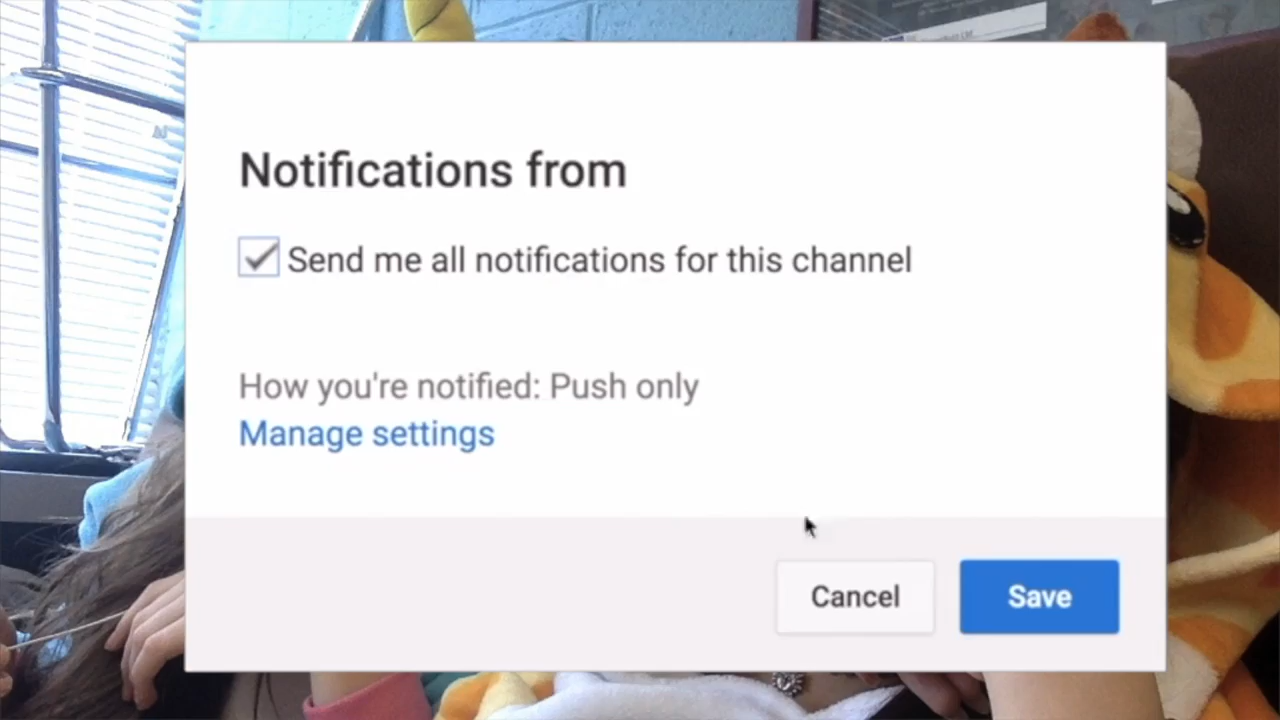 Notifications from
Send me all notifications for this channel
How you're notified: Push only
Manage settings
Cancel
Save